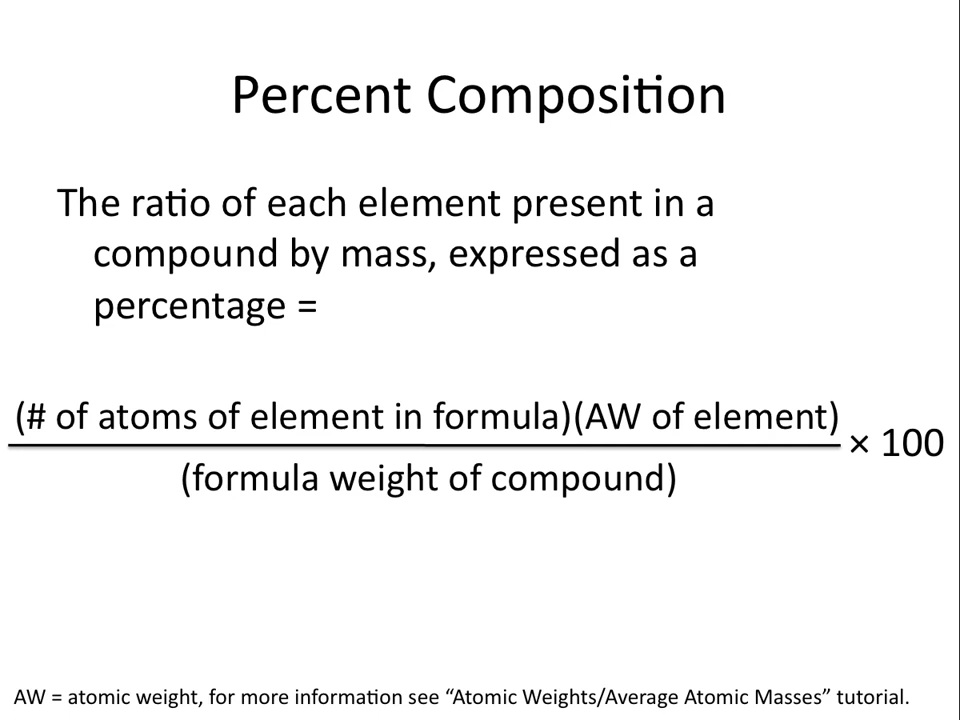 Percent Composition
The ratio of each element present in a
compound by mass, expressed as a
percentage =
(# of atoms of element in formula)(AW of element)
× 100
(formula weight of compound)
AW = atomic weight, for more information see “Atomic Weights/Average Atomic Masses” tutorial.